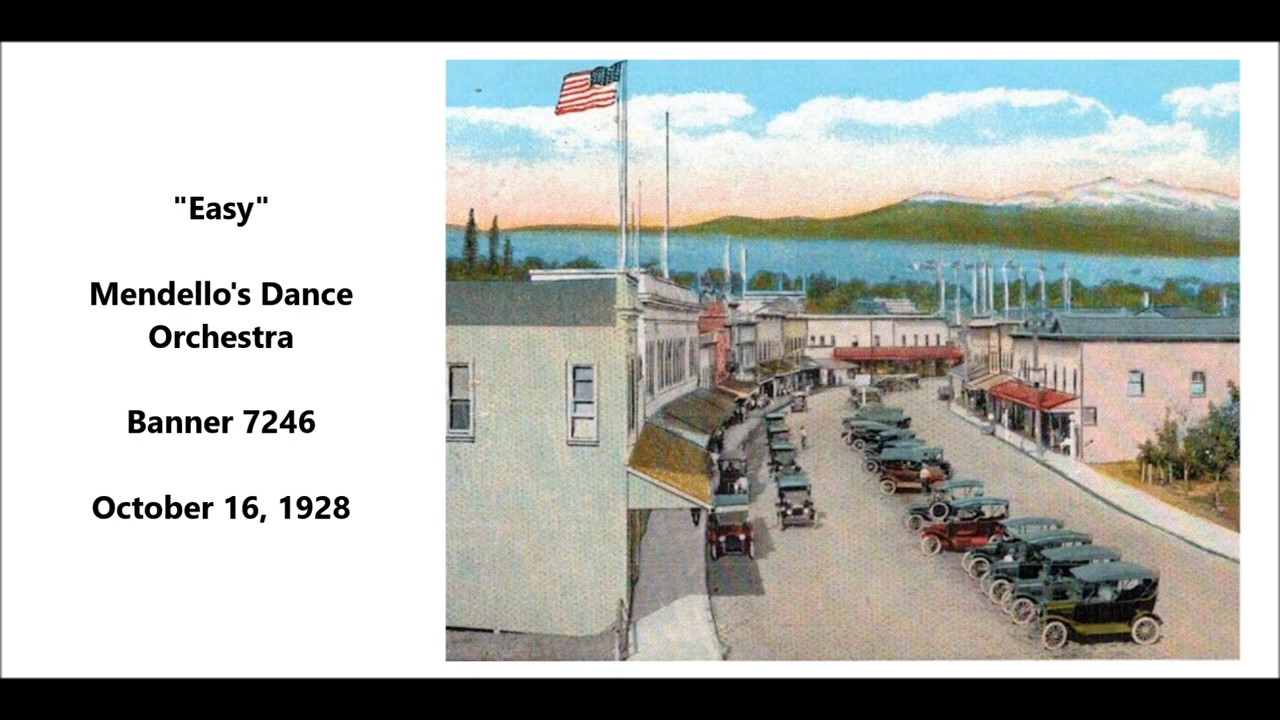 "Easy"
Mendello's Dance
Orchestra
Banner 7246
October 16, 1928